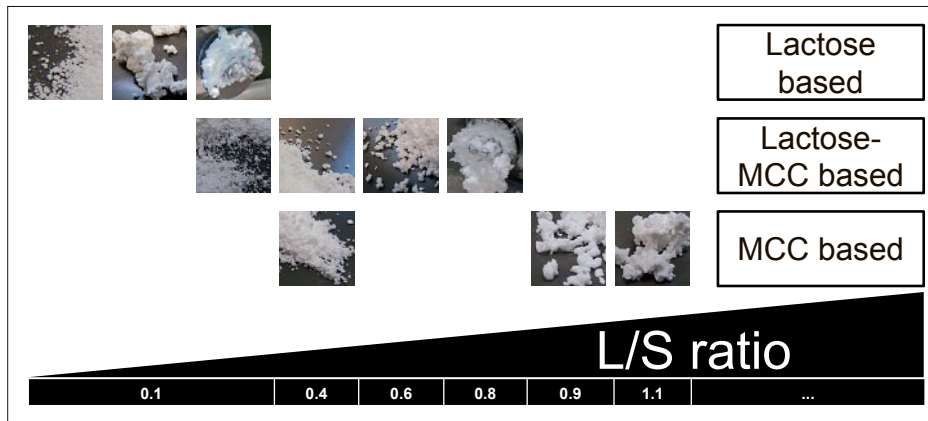 Lactose
based
Lactose-
MCC based
MCC based
L/S ratio
0.1 0.4 0.6 0.8 0.9 1.1 ...